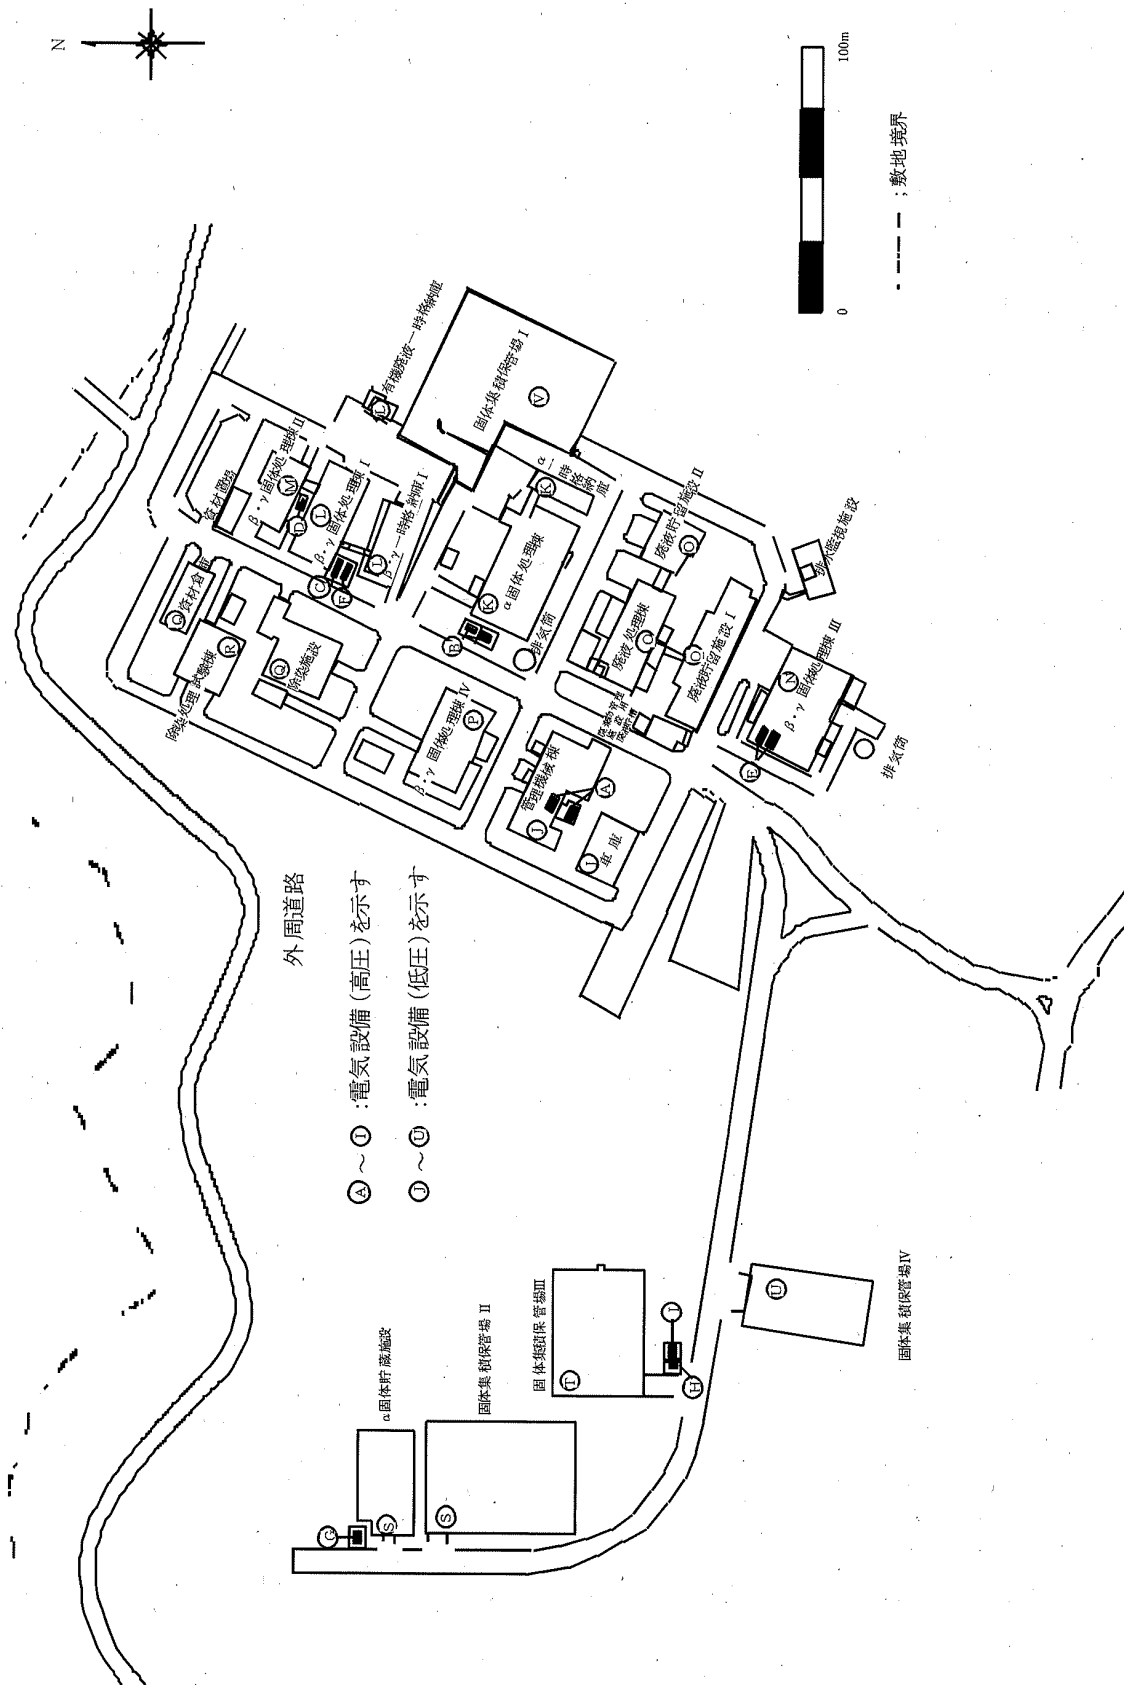 N
100m
0
；敷地境界
有機廃液一時格納庫
固体集積保管場Ⅰ
Ⓥ
Ⓛ
資材置場
β・γ固体処理棟Ⅱ
Ⓜ
Ⓓ
β・γ固体処理棟Ⅰ
Ⓛ
β・γ一時格納庫Ⅰ
Ⓛ
Ⓒ
Ⓕ
α一時格納庫
Ⓚ
α固体処理棟
Ⓚ
Ⓑ
排気筒
資材倉庫
Ⓠ
除染処理試験棟
Ⓡ
除染施設
Ⓠ
廃液貯留施設Ⅱ
Ⓞ
廃液処理棟
Ⓞ
廃液貯留施設Ⅰ
Ⓞ
排水監視施設
β・γ固体処理棟Ⅲ
Ⓝ
Ⓔ
排気筒
β・γ固体処理棟Ⅳ
Ⓟ
管理機械棟
Ⓙ
Ⓐ
車庫
Ⓙ
外周道路
Ⓐ～Ⓘ：電気設備（高圧）を示す
Ⓙ～Ⓤ：電気設備（低圧）を示す
α固体貯蔵施設
Ⓖ
Ⓢ
固体集積保管場Ⅱ
Ⓢ
固体集積保管場Ⅲ
Ⓣ
Ⓘ
Ⓗ
固体集積保管場Ⅳ
Ⓤ